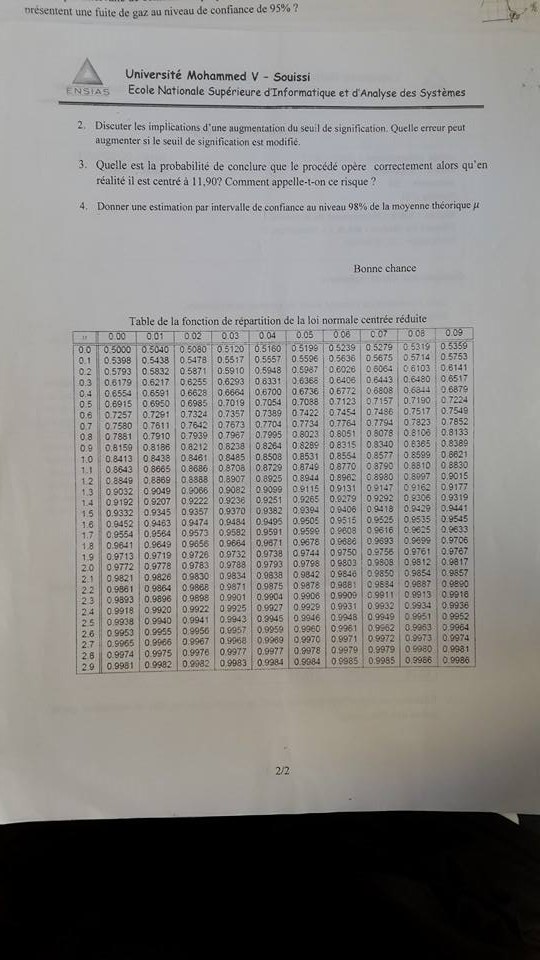 présentent une fuite de gaz au niveau de confiance de 95% ?
ENSIAS
Université Mohammed V - Souissi
Ecole Nationale Supérieure d'Informatique et d'Analyse des Systèmes
2. Discuter les implications d'une augmentation du seuil de signification. Quelle erreur peut
augmenter si le seuil de signification est modifié.
3. Quelle est la probabilité de conclure que le procédé opère correctement alors qu'en
réalité il est centré à 11,90? Comment appelle-t-on ce risque ?
4. Donner une estimation par intervalle de confiance au niveau 98% de la moyenne théorique µ
Bonne chance
Table de la fonction de répartition de la loi normale centrée réduite
u 0.00 0.01 0.02 0.03 0.04 0.05 0.06 0.07 0.08 0.09
0.0 0.5000 0.5040 0.5080 0.5120 0.5160 0.5199 0.5239 0.5279 0.5319 0.5359
0.1 0.5398 0.5438 0.5478 0.5517 0.5557 0.5596 0.5636 0.5675 0.5714 0.5753
0.2 0.5793 0.5832 0.5871 0.5910 0.5948 0.5987 0.6026 0.6064 0.6103 0.6141
0.3 0.6179 0.6217 0.6255 0.6293 0.6331 0.6368 0.6406 0.6443 0.6480 0.6517
0.4 0.6554 0.6591 0.6628 0.6664 0.6700 0.6736 0.6772 0.6808 0.6844 0.6879
0.5 0.6915 0.6950 0.6985 0.7019 0.7054 0.7088 0.7123 0.7157 0.7190 0.7224
0.6 0.7257 0.7291 0.7324 0.7357 0.7389 0.7422 0.7454 0.7486 0.7517 0.7549
0.7 0.7580 0.7611 0.7642 0.7673 0.7704 0.7734 0.7764 0.7794 0.7823 0.7852
0.8 0.7881 0.7910 0.7939 0.7967 0.7995 0.8023 0.8051 0.8078 0.8106 0.8133
0.9 0.8159 0.8186 0.8212 0.8238 0.8264 0.8289 0.8315 0.8340 0.8365 0.8389
1.0 0.8413 0.8438 0.8461 0.8485 0.8508 0.8531 0.8554 0.8577 0.8599 0.8621
1.1 0.8643 0.8665 0.8686 0.8708 0.8729 0.8749 0.8770 0.8790 0.8810 0.8830
1.2 0.8849 0.8869 0.8888 0.8907 0.8925 0.8944 0.8962 0.8980 0.8997 0.9015
1.3 0.9032 0.9049 0.9066 0.9082 0.9099 0.9115 0.9131 0.9147 0.9162 0.9177
1.4 0.9192 0.9207 0.9222 0.9236 0.9251 0.9265 0.9279 0.9292 0.9306 0.9319
1.5 0.9332 0.9345 0.9357 0.9370 0.9382 0.9394 0.9406 0.9418 0.9429 0.9441
1.6 0.9452 0.9463 0.9474 0.9484 0.9495 0.9505 0.9515 0.9525 0.9535 0.9545
1.7 0.9554 0.9564 0.9573 0.9582 0.9591 0.9599 0.9608 0.9616 0.9625 0.9633
1.8 0.9641 0.9649 0.9656 0.9664 0.9671 0.9678 0.9686 0.9693 0.9699 0.9706
1.9 0.9713 0.9719 0.9726 0.9732 0.9738 0.9744 0.9750 0.9756 0.9761 0.9767
2.0 0.9772 0.9778 0.9783 0.9788 0.9793 0.9798 0.9803 0.9808 0.9812 0.9817
2.1 0.9821 0.9826 0.9830 0.9834 0.9838 0.9842 0.9846 0.9850 0.9854 0.9857
2.2 0.9861 0.9864 0.9868 0.9871 0.9875 0.9878 0.9881 0.9884 0.9887 0.9890
2.3 0.9893 0.9896 0.9898 0.9901 0.9904 0.9906 0.9909 0.9911 0.9913 0.9916
2.4 0.9918 0.9920 0.9922 0.9925 0.9927 0.9929 0.9931 0.9932 0.9934 0.9936
2.5 0.9938 0.9940 0.9941 0.9943 0.9945 0.9946 0.9948 0.9949 0.9951 0.9952
2.6 0.9953 0.9955 0.9956 0.9957 0.9959 0.9960 0.9961 0.9962 0.9963 0.9964
2.7 0.9965 0.9966 0.9967 0.9968 0.9969 0.9970 0.9971 0.9972 0.9973 0.9974
2.8 0.9974 0.9975 0.9976 0.9977 0.9977 0.9978 0.9979 0.9979 0.9980 0.9981
2.9 0.9981 0.9982 0.9982 0.9983 0.9984 0.9984 0.9985 0.9985 0.9986 0.9986
2/2